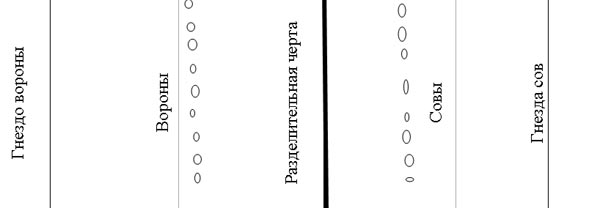 Гнездо вороны
Вороны
Разделительная черта
Совы
Гнезда сов